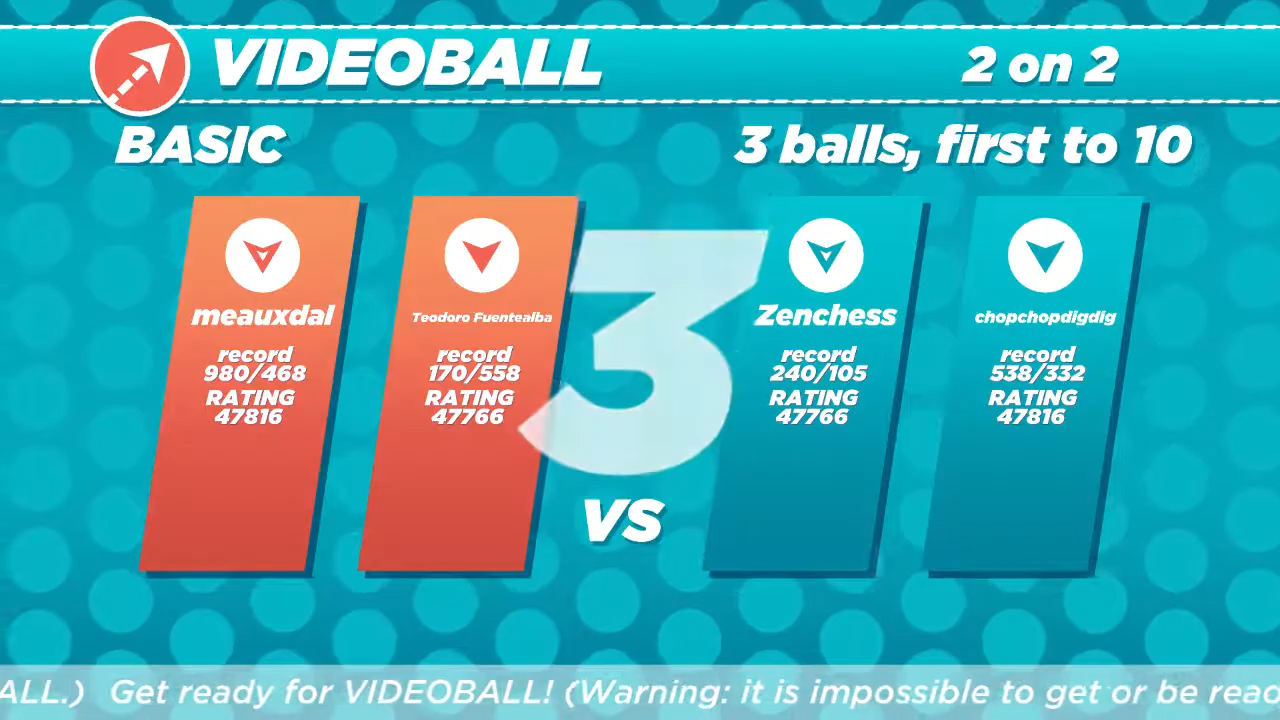 VIDEOBALL
2 on 2
BASIC
3 balls, first to 10
meauxdal
record
980/468
RATING
47816
Teodoro Fuentealba
record
170/558
RATING
47766
3
VS
Zenchess
record
240/105
RATING
47766
chopchopdigdig
record
538/332
RATING
47816
ALL.) Get ready for VIDEOBALL! (Warning: it is impossible to get or be read